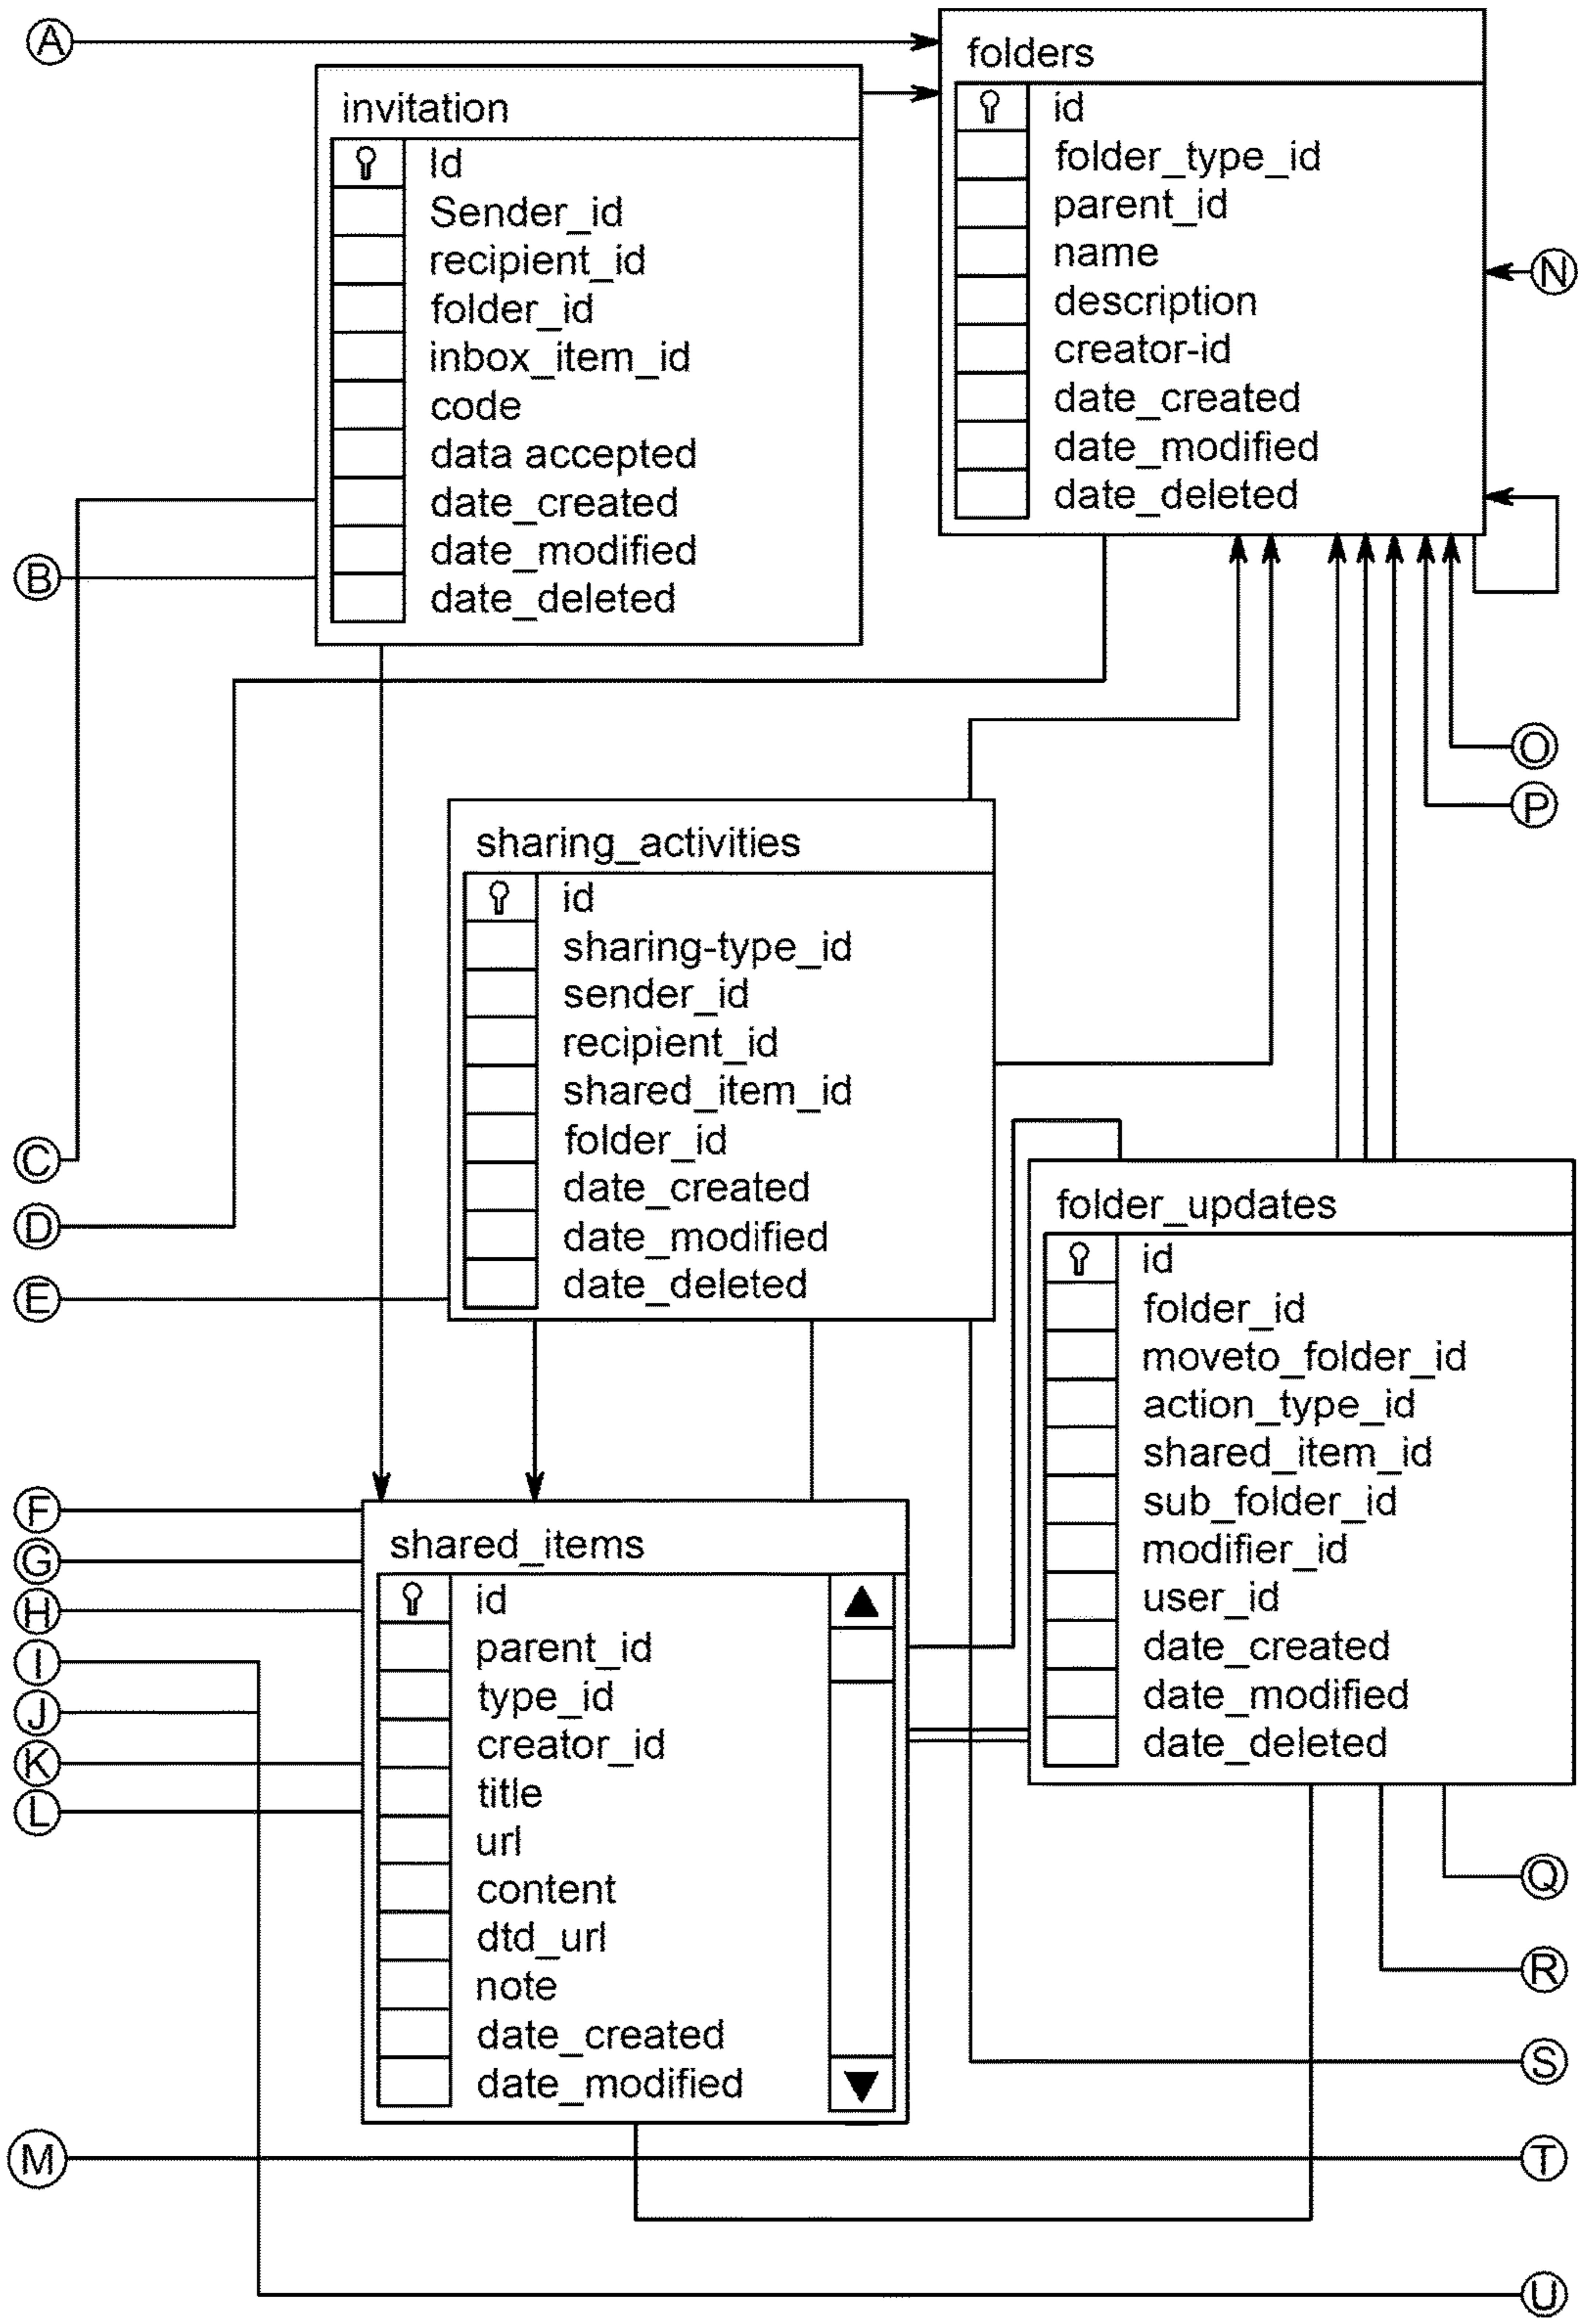 A
folders
id
folder_type_id
parent_id
name
description
creator-id
date_created
date_modified
date_deleted
invitation
Id
Sender_id
recipient_id
folder_id
inbox_item_id
code
data accepted
date_created
date_modified
date_deleted
N
B
O
P
sharing_activities
id
sharing-type_id
sender_id
recipient_id
shared_item_id
folder_id
date_created
date_modified
date_deleted
C
D
E
folder_updates
id
folder_id
moveto_folder_id
action_type_id
shared_item_id
sub_folder_id
modifier_id
user_id
date_created
date_modified
date_deleted
F
G
H
I
J
K
L
shared_items
id
parent_id
type_id
creator_id
title
url
content
dtd_url
note
date_created
date_modified
Q
R
S
M
T
U